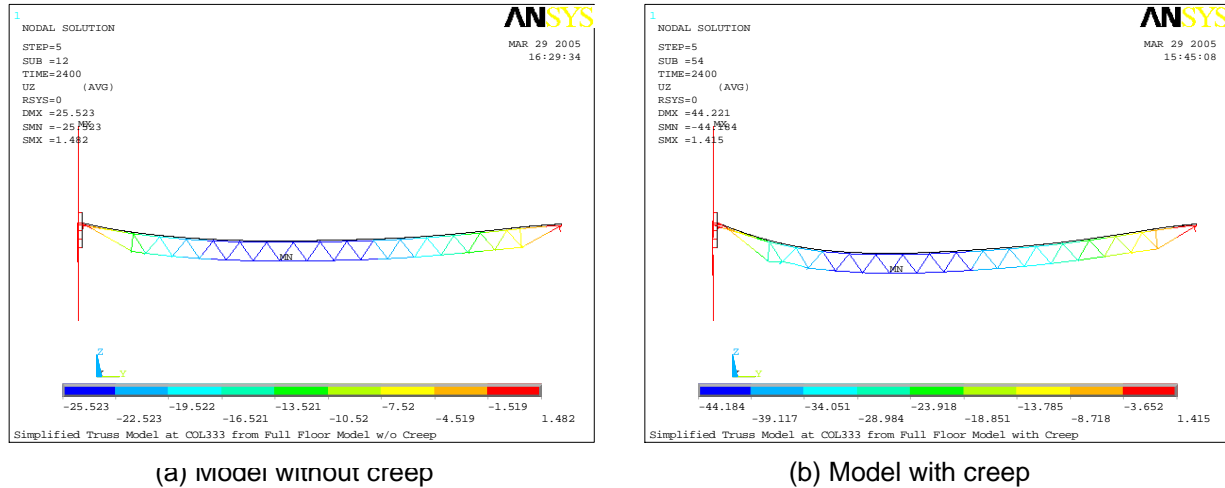 1
ANSYS
NODAL SOLUTION
MAR 29 2005
16:29:34
STEP=5
SUB =12
TIME=2400
UZ (AVG)
RSYS=0
DMX =25.523
SMN =-25.523
SMX =1.482
MX
MN
Z
Y
-25.523
-22.523
-19.522
-16.521
-13.521
-10.52
-7.52
-4.519
-1.519
1.482
Simplified Truss Model at COL333 from Full Floor Model w/o Creep
(a) Model without creep
1
ANSYS
NODAL SOLUTION
MAR 29 2005
15:45:08
STEP=5
SUB =54
TIME=2400
UZ (AVG)
RSYS=0
DMX =44.221
SMN =-44.184
SMX =1.415
MX
MN
Z
Y
-44.184
-39.117
-34.051
-28.984
-23.918
-18.851
-13.785
-8.718
-3.652
1.415
Simplified Truss Model at COL333 from Full Floor Model with Creep
(b) Model with creep